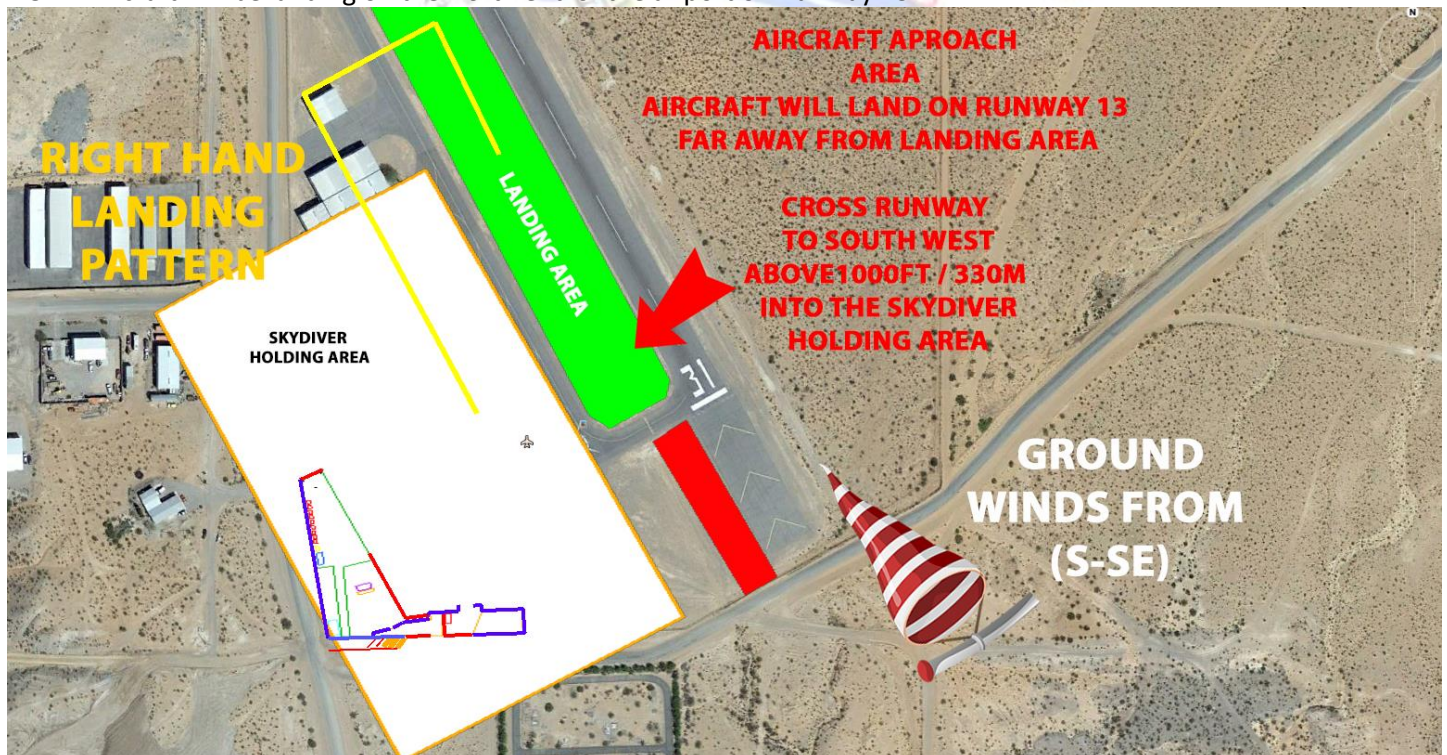 AIRCRAFT APROACH
AREA
AIRCRAFT WILL LAND ON RUNWAY 13
FAR AWAY FROM LANDING AREA
RIGHT HAND
LANDING
PATTERN
LANDING AREA
CROSS RUNWAY
TO SOUTH WEST
ABOVE1000FT / 330M
INTO THE SKYDIVER
HOLDING AREA
SKYDIVER
HOLDING AREA
GROUND
WINDS FROM
(S-SE)
N